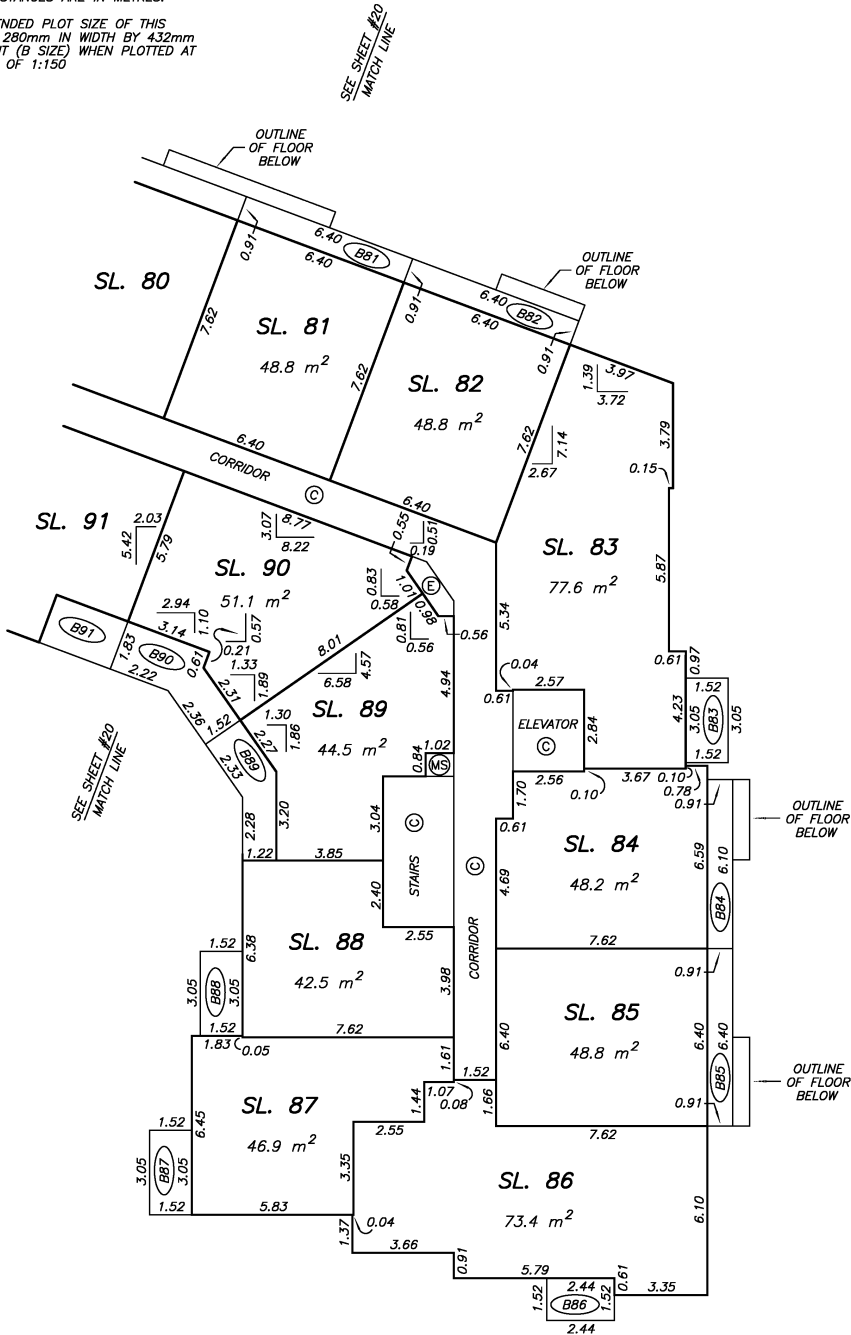 DISTANCES ARE IN METRES.
NDED PLOT SIZE OF THIS
280mm IN WIDTH BY 432mm
T (B SIZE) WHEN PLOTTED AT
OF 1:150
SEE SHEET #20
MATCH LINE
OUTLINE
OF FLOOR
BELOW
OUTLINE
OF FLOOR
BELOW
6.40
B81
0.91
6.40
SL. 80
SL. 81
48.8 m²
7.62
7.62
6.40
0.91
6.40
B82
6.40
0.91
SL. 82
48.8 m²
7.62
6.40
2.67
7.14
1.39
3.97
3.72
3.79
0.15
SL. 83
77.6 m²
5.87
5.34
0.61
0.97
0.04
0.61
2.57
1.52
4.23
3.05
B83
3.05
1.52
ELEVATOR
C
2.84
2.56
0.10
3.67
0.10
0.78
0.91
CORRIDOR
C
SL. 91
2.03
5.42
5.79
3.07
8.77
8.22
SL. 90
51.1 m²
0.55
0.51
0.19
E
0.83
0.58
1.01
0.98
0.81
0.56
0.56
2.94
1.10
3.14
0.57
0.21
0.61
1.33
1.89
2.31
8.01
6.58
4.57
4.94
B91
1.83
B90
2.22
2.36
1.52
2.33
B89
1.30
1.86
2.27
SL. 89
44.5 m²
1.02
0.84
MS
SEE SHEET #20
MATCH LINE
2.28
3.20
1.22
3.85
3.04
2.40
STAIRS
C
2.55
CORRIDOR
C
1.70
0.61
4.69
SL. 84
48.2 m²
6.59
6.10
B84
7.62
OUTLINE
OF FLOOR
BELOW
SL. 88
42.5 m²
6.38
3.98
1.52
3.05
B88
3.05
1.52
1.83
0.05
7.62
SL. 85
48.8 m²
6.40
0.91
6.40
6.40
B85
0.91
7.62
OUTLINE
OF FLOOR
BELOW
1.61
1.52
1.07
0.08
1.66
1.44
2.55
SL. 87
46.9 m²
6.45
1.52
3.05
B87
3.05
1.52
5.83
3.35
0.04
1.37
3.66
0.91
SL. 86
73.4 m²
6.10
5.79
0.61
3.35
2.44
1.52
B86
1.52
2.44